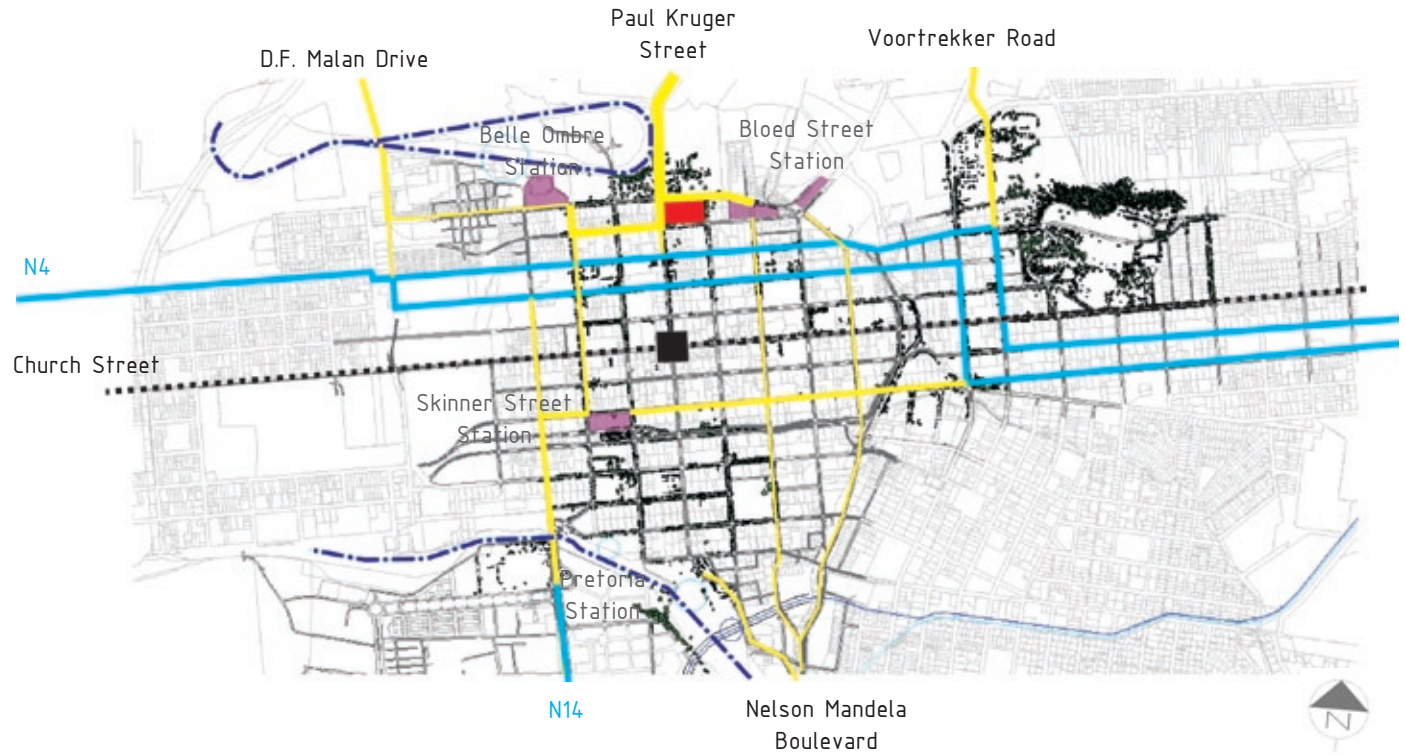 Paul Kruger
Street
Voortrekker Road
D.F. Malan Drive
Belle Ombre
Station
Bloed Street
Station
N4
Church Street
Skinner Street
Station
Pretoria
Station
N14
Nelson Mandela
Boulevard
N